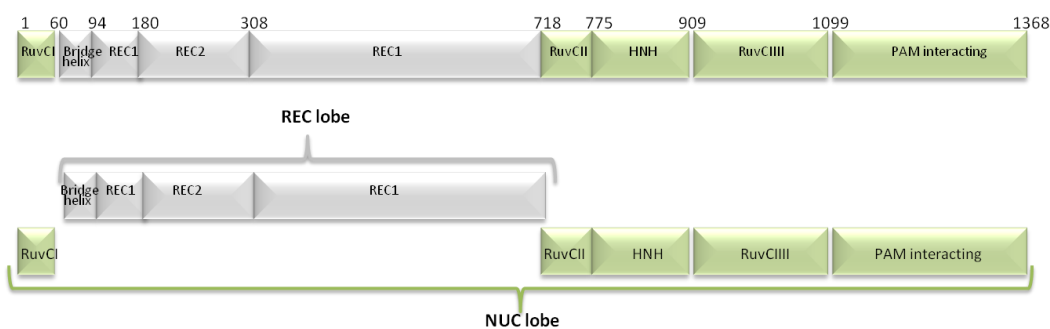 1 60 94 180 308 718 775 909 1099 1368
RuvCI Bridge helix REC1 REC2 REC1 RuvCII HNH RuvCIIII PAM interacting
REC lobe
Bridge helix REC1 REC2 REC1
RuvCI RuvCII HNH RuvCIIII PAM interacting
NUC lobe